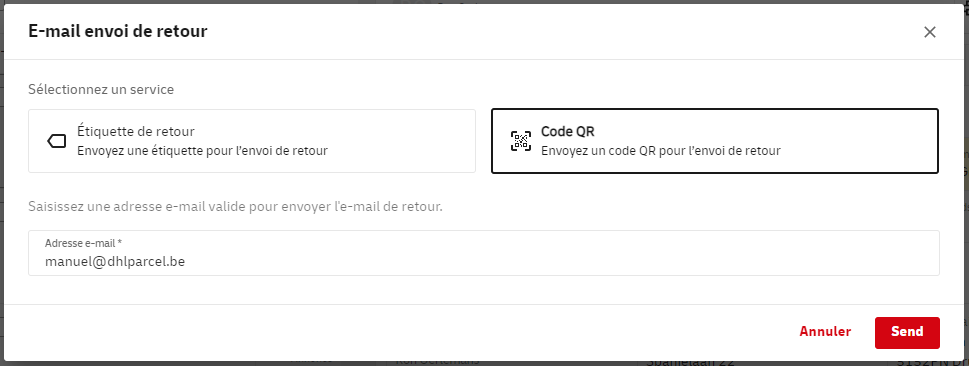 E-mail envoi de retour
Sélectionnez un service
Étiquette de retour
Envoyez une étiquette pour l'envoi de retour
Code QR
Envoyez un code QR pour l'envoi de retour
Saisissez une adresse e-mail valide pour envoyer l'e-mail de retour.
Adresse e-mail *
manuel@dhlparcel.be
Annuler
Send